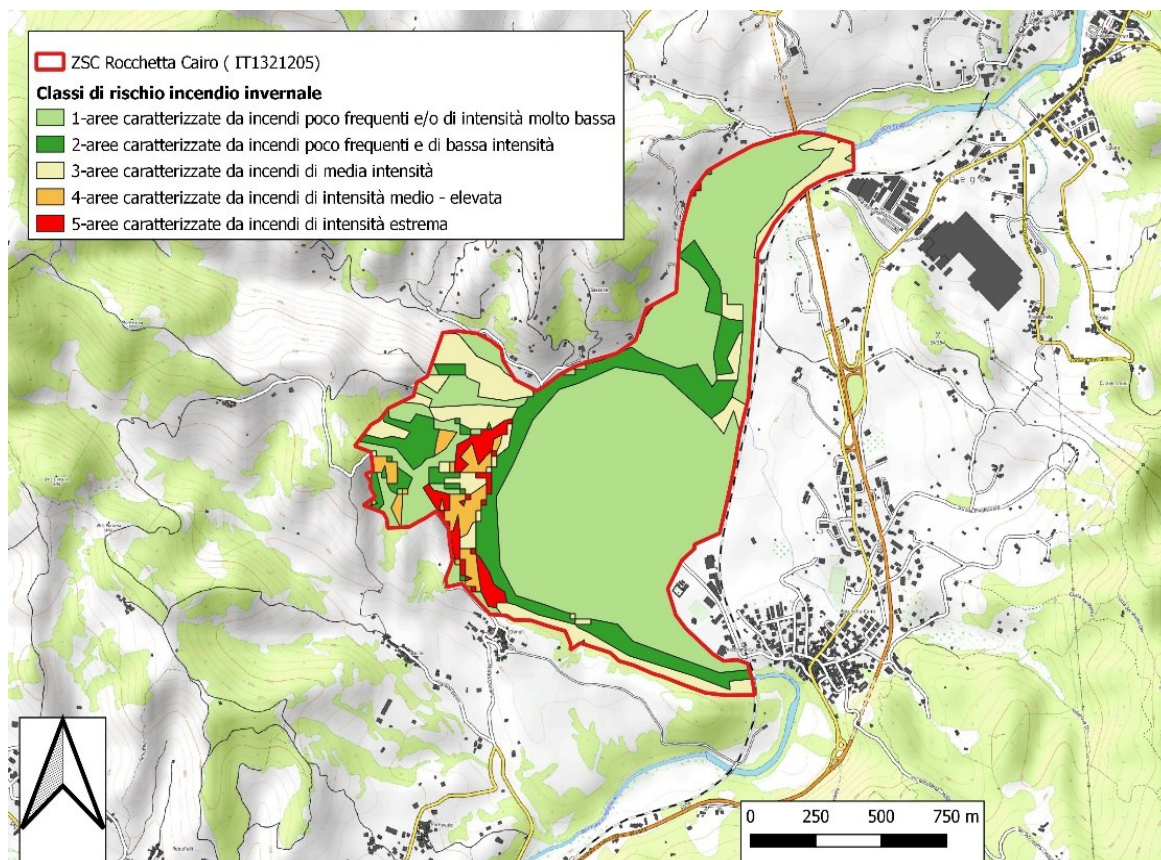 ZSC Rocchetta Cairo ( IT1321205)
Classi di rischio incendio invernale
1-aree caratterizzate da incendi poco frequenti e/o di intensità molto bassa
2-aree caratterizzate da incendi poco frequenti e di bassa intensità
3-aree caratterizzate da incendi di media intensità
4-aree caratterizzate da incendi di intensità medio - elevata
5-aree caratterizzate da incendi di intensità estrema
Dego
0 250 500 750 m